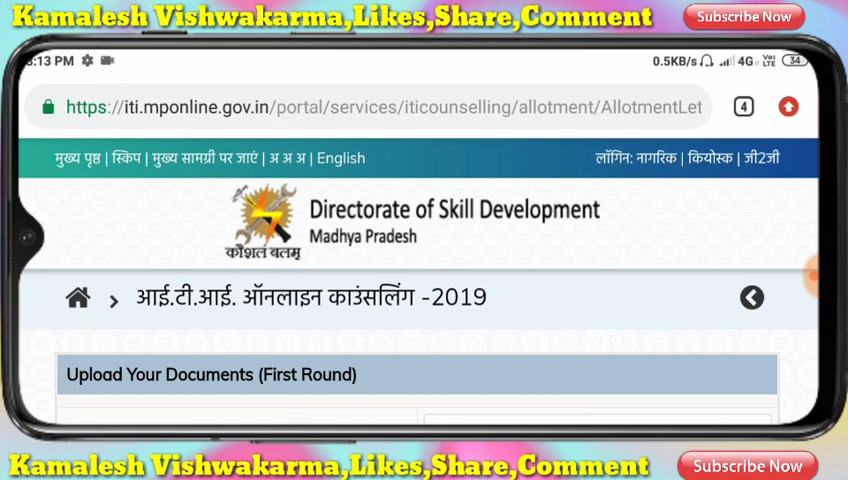 Kamalesh Vishwakarma,Likes,Share,Comment
Subscribe Now
:13 PM
0.5KB/s 4G VoLTE 34
https://iti.mponline.gov.in/portal/services/iticounselling/allotment/AllotmentLet
4
मुख्य पृष्ठ | स्किप | मुख्य सामग्री पर जाएं | अ अ अ | English
लॉगिन: नागरिक | कियोस्क | जी2जी
Directorate of Skill Development
Madhya Pradesh
कौशल बलम्
आई.टी.आई. ऑनलाइन काउंसलिंग -2019
Upload Your Documents (First Round)
Kamalesh Vishwakarma,Likes,Share,Comment
Subscribe Now